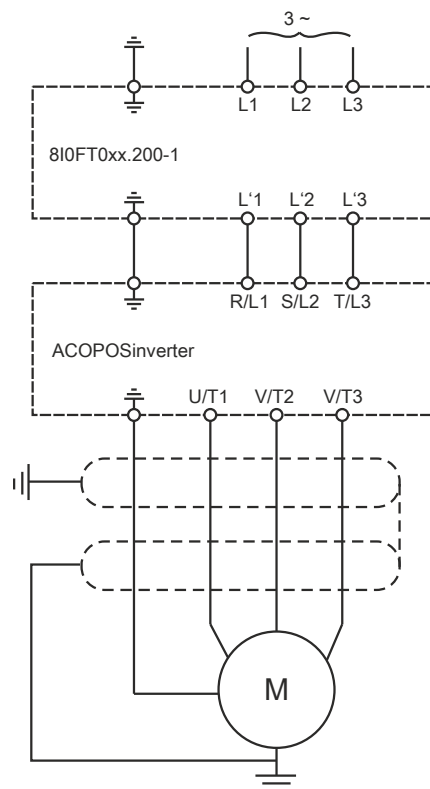 3 ~
L1 L2 L3
8I0FT0xx.200-1
L‘1 L‘2 L‘3
R/L1 S/L2 T/L3
ACOPOSinverter
U/T1 V/T2 V/T3
M